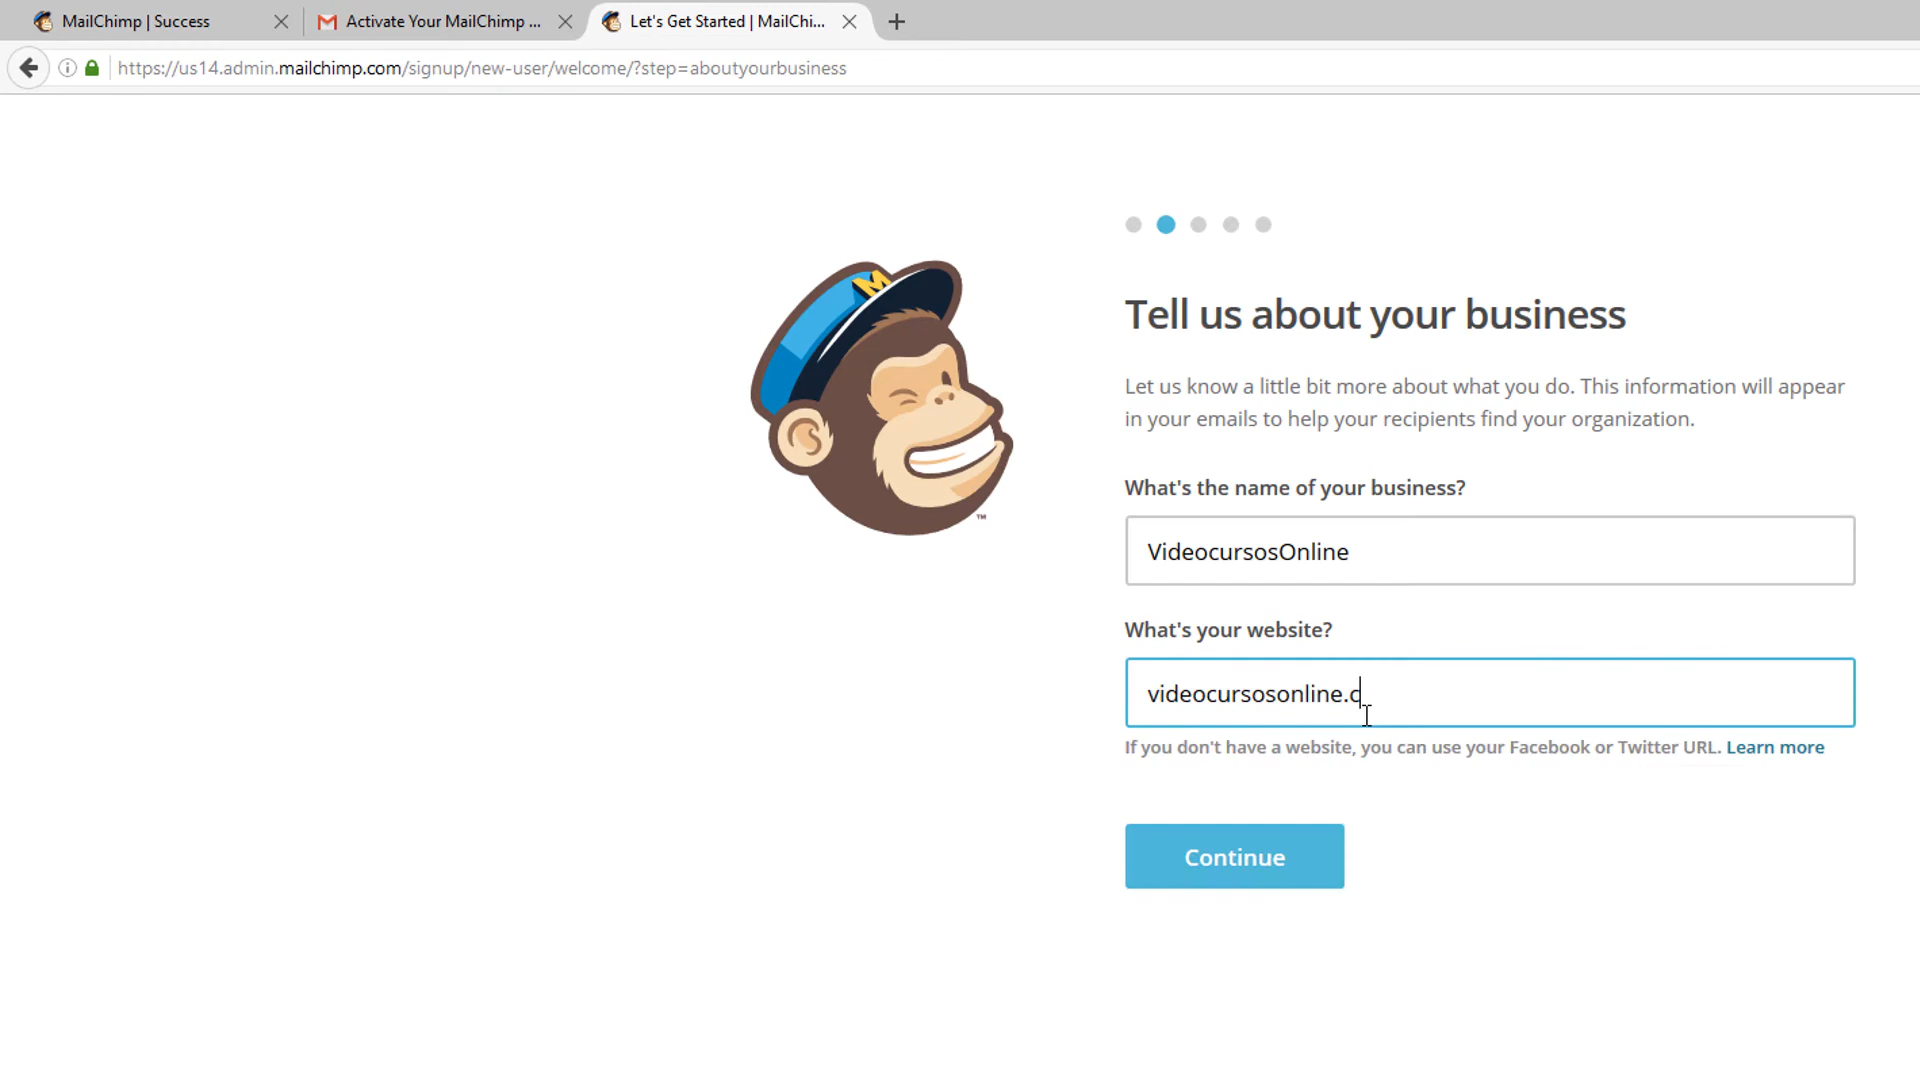 MailChimp | Success
Activate Your MailChimp ...
Let's Get Started | MailChi...
https://us14.admin.mailchimp.com/signup/new-user/welcome/?step=aboutyourbusiness
M
TM
Tell us about your business
Let us know a little bit more about what you do. This information will appear
in your emails to help your recipients find your organization.
What's the name of your business?
VideocursosOnline
What's your website?
videocursosonline.c
If you don't have a website, you can use your Facebook or Twitter URL. Learn more
Continue